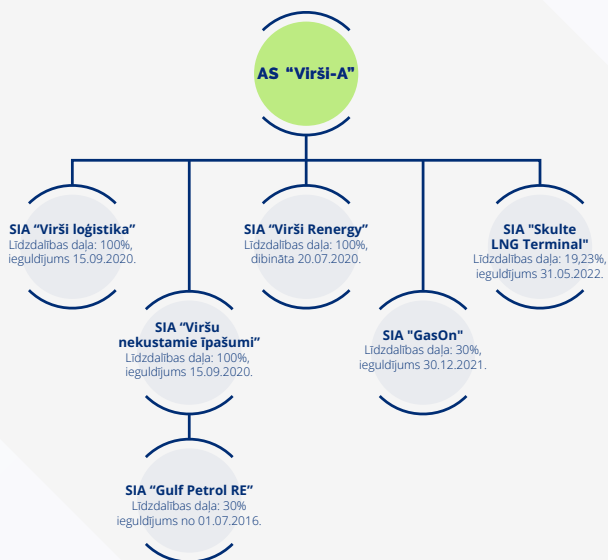 AS “Virši-A”
SIA “Virši loģistika”
Līdzdalības daļa: 100%,
ieguldījums 15.09.2020.
SIA “Virši Renergy”
Līdzdalības daļa: 100%,
dibināta 20.07.2020.
SIA "Skulte
LNG Terminal"
Līdzdalības daļa: 19,23%,
ieguldījums 31.05.2022.
SIA “Viršu
nekustamie īpašumi”
Līdzdalības daļa: 100%,
ieguldījums 15.09.2020.
SIA "GasOn"
Līdzdalības daļa: 30%,
ieguldījums 30.12.2021.
SIA “Gulf Petrol RE”
Līdzdalības daļa: 30%
ieguldījums no 01.07.2016.